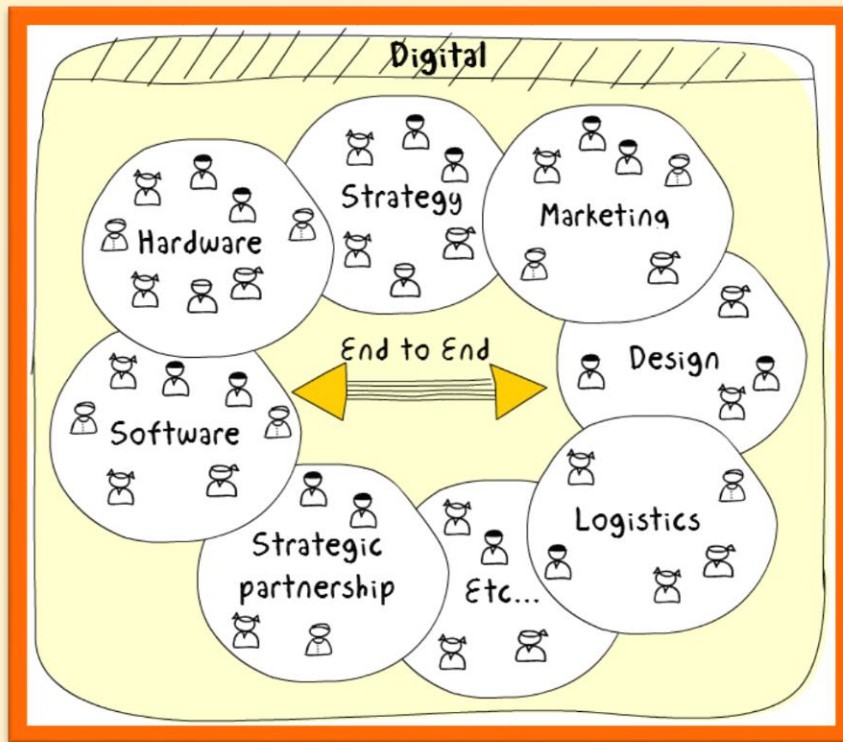 Digital
Strategy
Hardware
Marketing
End to End
Design
Software
Logistics
Strategic
partnership
Etc...